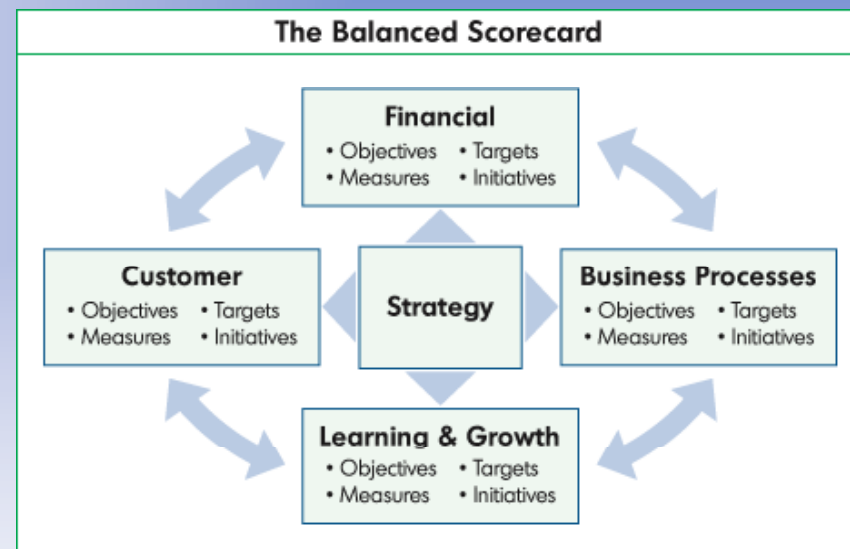 The Balanced Scorecard
Financial
• Objectives • Targets
• Measures • Initiatives
Customer
• Objectives • Targets
• Measures • Initiatives
Strategy
Business Processes
• Objectives • Targets
• Measures • Initiatives
Learning & Growth
• Objectives • Targets
• Measures • Initiatives